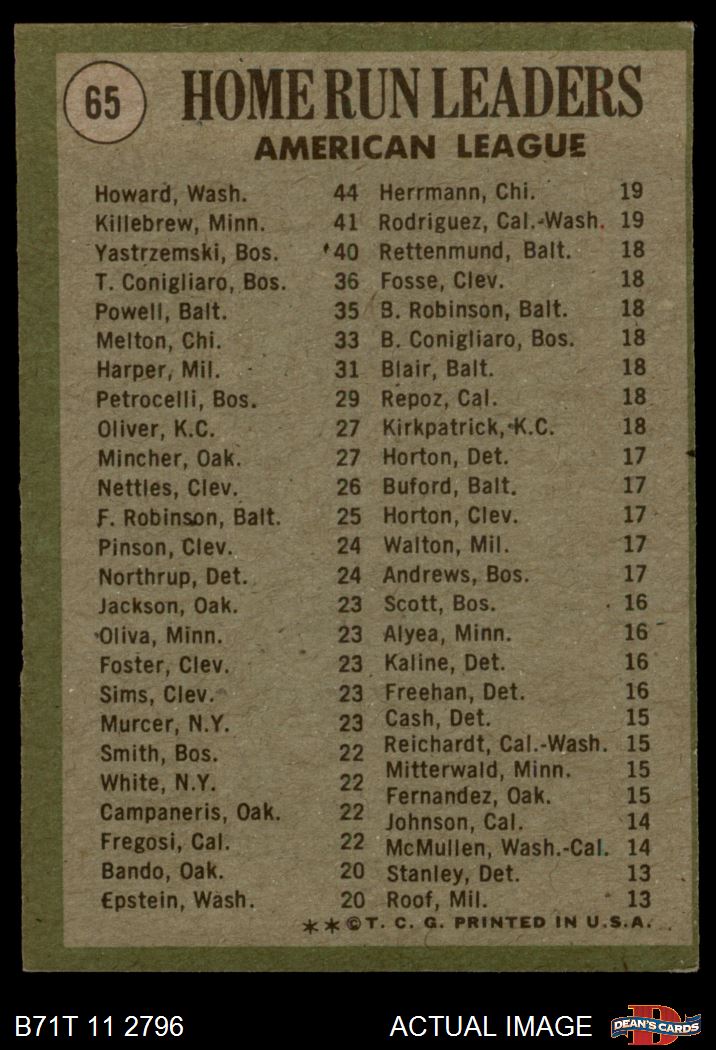 65
HOME RUN LEADERS
AMERICAN LEAGUE
Howard, Wash. 44
Killebrew, Minn. 41
Yastrzemski, Bos. 40
T. Conigliaro, Bos. 36
Powell, Balt. 35
Melton, Chi. 33
Harper, Mil. 31
Petrocelli, Bos. 29
Oliver, K.C. 27
Mincher, Oak. 27
Nettles, Clev. 26
F. Robinson, Balt. 25
Pinson, Clev. 24
Northrup, Det. 24
Jackson, Oak. 23
Oliva, Minn. 23
Foster, Clev. 23
Sims, Clev. 23
Murcer, N.Y. 23
Smith, Bos. 22
White, N.Y. 22
Campaneris, Oak. 22
Fregosi, Cal. 22
Bando, Oak. 20
Epstein, Wash. 20
Herrmann, Chi. 19
Rodriguez, Cal.-Wash. 19
Rettenmund, Balt. 18
Fosse, Clev. 18
B. Robinson, Balt. 18
B. Conigliaro, Bos. 18
Blair, Balt. 18
Repoz, Cal. 18
Kirkpatrick, K.C. 18
Horton, Det. 17
Buford, Balt. 17
Horton, Clev. 17
Walton, Mil. 17
Andrews, Bos. 17
Scott, Bos. 16
Alyea, Minn. 16
Kaline, Det. 16
Freehan, Det. 16
Cash, Det. 15
Reichardt, Cal.-Wash. 15
Mitterwald, Minn. 15
Fernandez, Oak. 15
Johnson, Cal. 14
McMullen, Wash.-Cal. 14
Stanley, Det. 13
Roof, Mil. 13
**©T. C. G. PRINTED IN U.S.A.
B71T 11 2796
ACTUAL IMAGE
D
DEAN'S CARDS